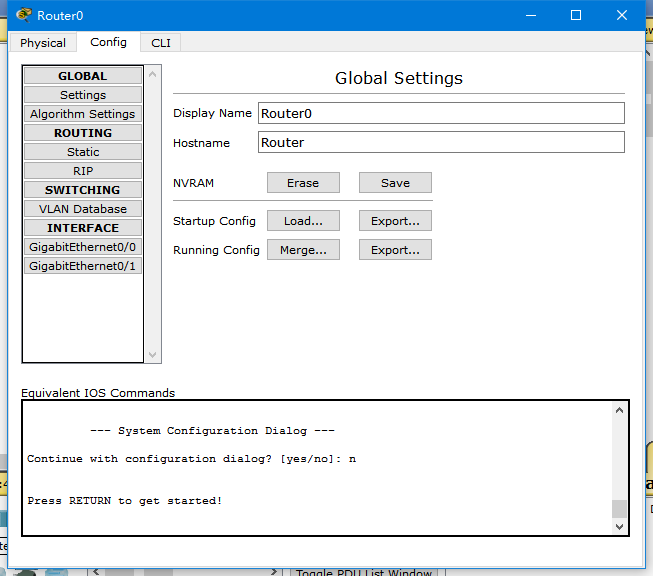 Router0
Physical Config CLI
GLOBAL
Settings
Algorithm Settings
ROUTING
Static
RIP
SWITCHING
VLAN Database
INTERFACE
GigabitEthernet0/0
GigabitEthernet0/1
Global Settings
Display Name Router0
Hostname Router
NVRAM Erase Save
Startup Config Load... Export...
Running Config Merge... Export...
Equivalent IOS Commands
--- System Configuration Dialog ---
Continue with configuration dialog? [yes/no]: n
Press RETURN to get started!
Toggle PDU List Window